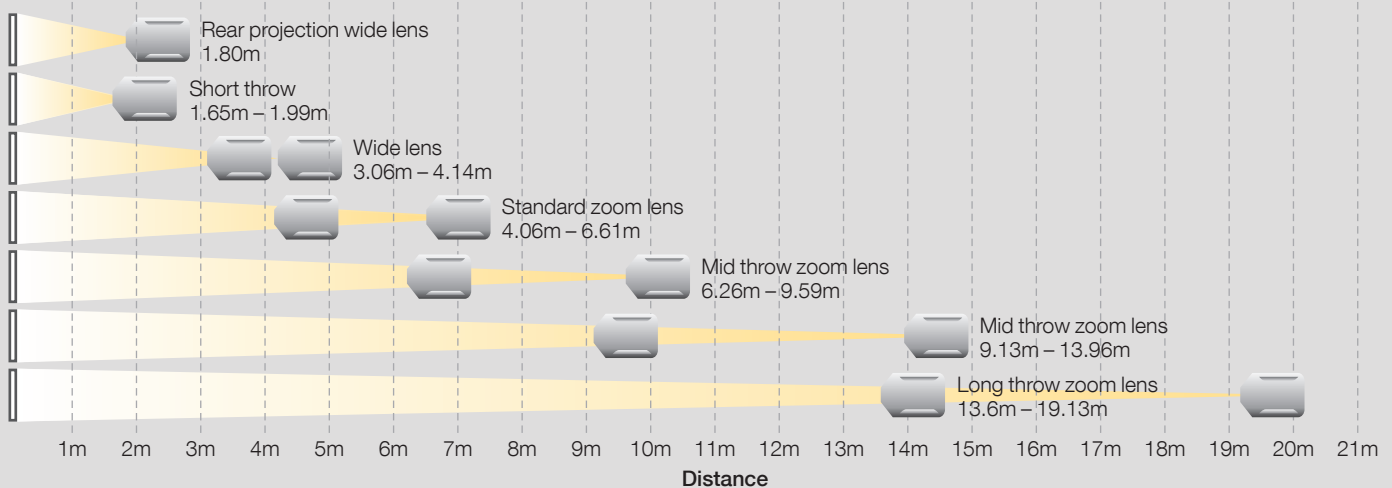 Rear projection wide lens
1.80m
Short throw
1.65m – 1.99m
Wide lens
3.06m – 4.14m
Standard zoom lens
4.06m – 6.61m
Mid throw zoom lens
6.26m – 9.59m
Mid throw zoom lens
9.13m – 13.96m
Long throw zoom lens
13.6m – 19.13m
1m 2m 3m 4m 5m 6m 7m 8m 9m 10m 11m 12m 13m 14m 15m 16m 17m 18m 19m 20m 21m
Distance